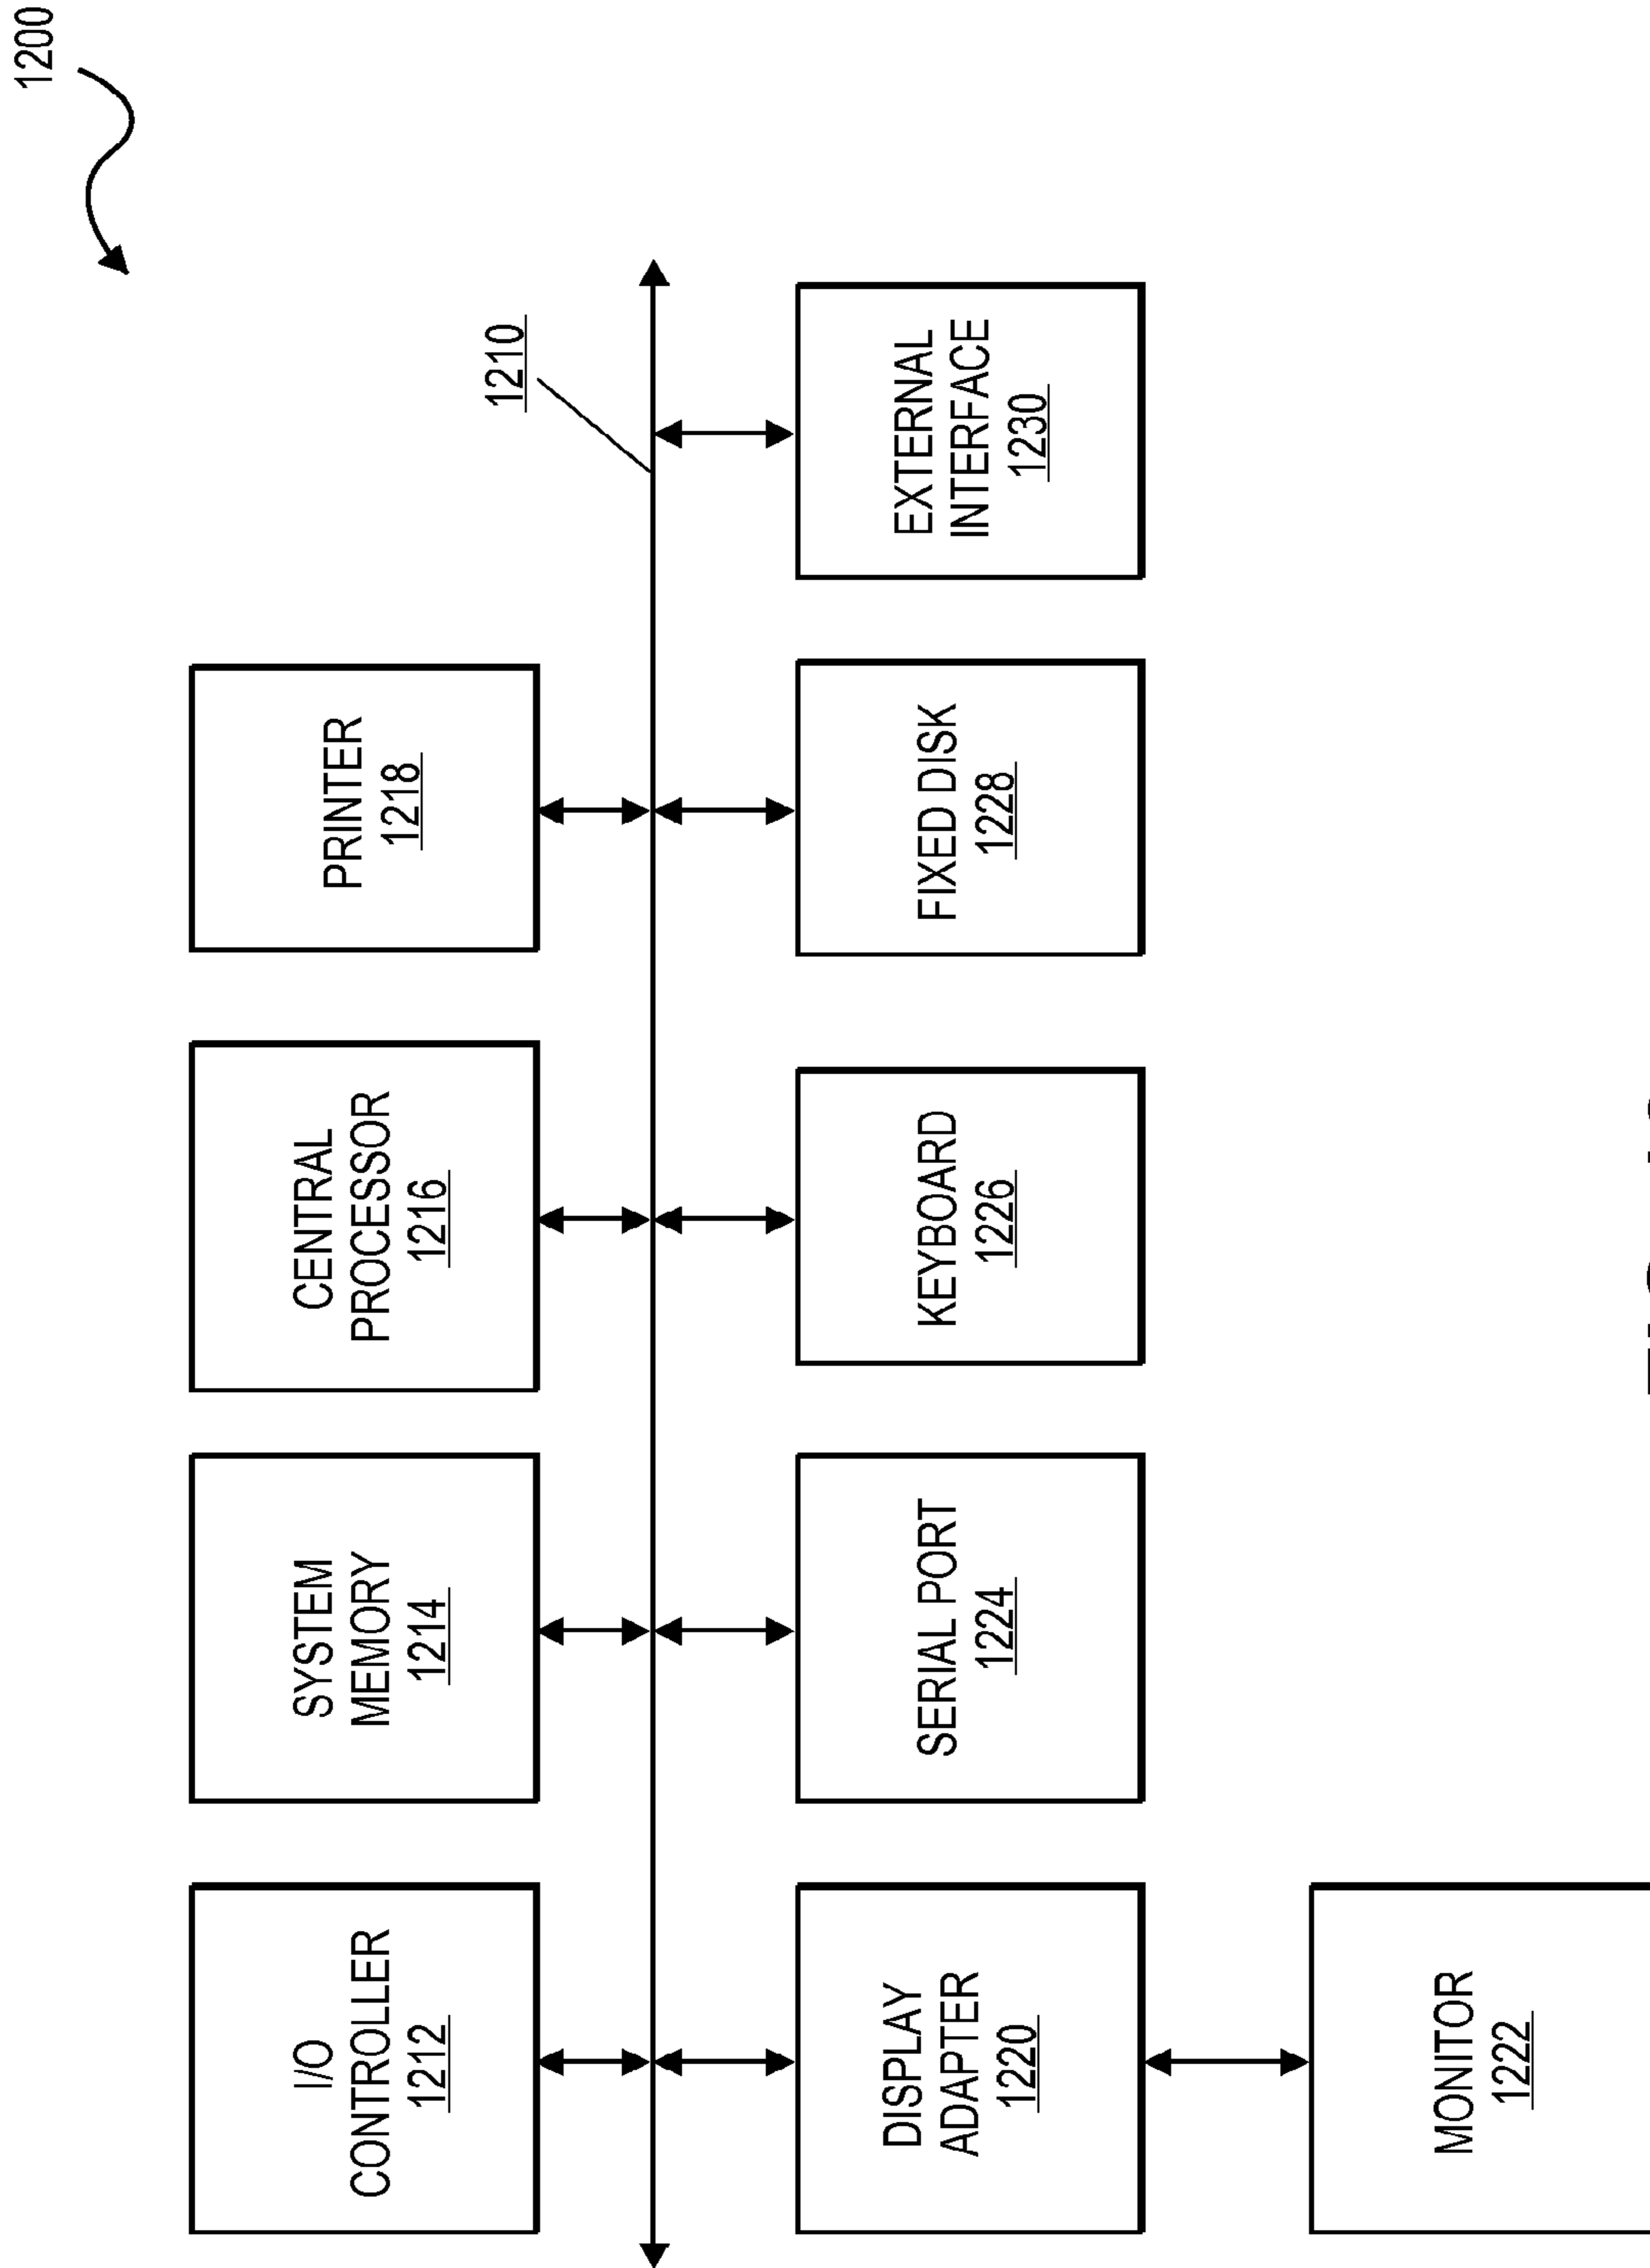 1200
1210
I/O
CONTROLLER
1212
SYSTEM
MEMORY
1214
CENTRAL
PROCESSOR
1216
PRINTER
1218
DISPLAY
ADAPTER
1220
SERIAL PORT
1224
KEYBOARD
1226
FIXED DISK
1228
EXTERNAL
INTERFACE
1230
MONITOR
1222